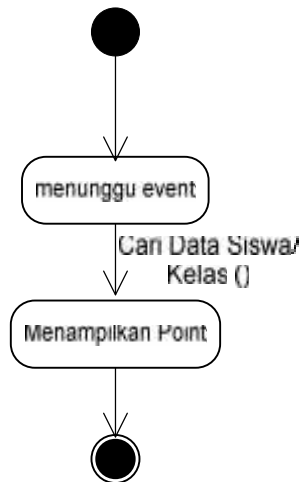 menunggu event
Cari Data Siswa/
Kelas ()
Menampilkan Point